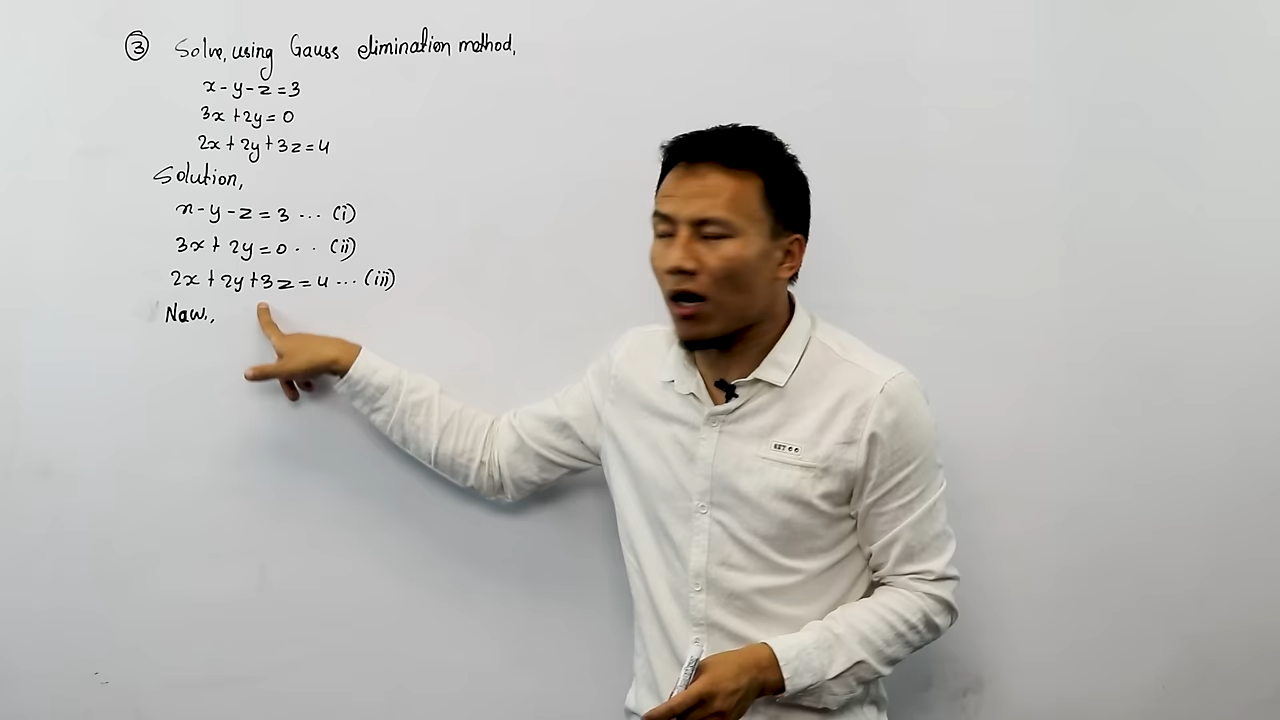 ③ Solve, using Gauss elimination method,
x - y - z = 3
3x + 2y = 0
2x + 2y + 3z = 4
Solution,
x - y - z = 3 ... (i)
3x + 2y = 0 .. (ii)
2x + 2y + 3z = 4 ... (iii)
Now,